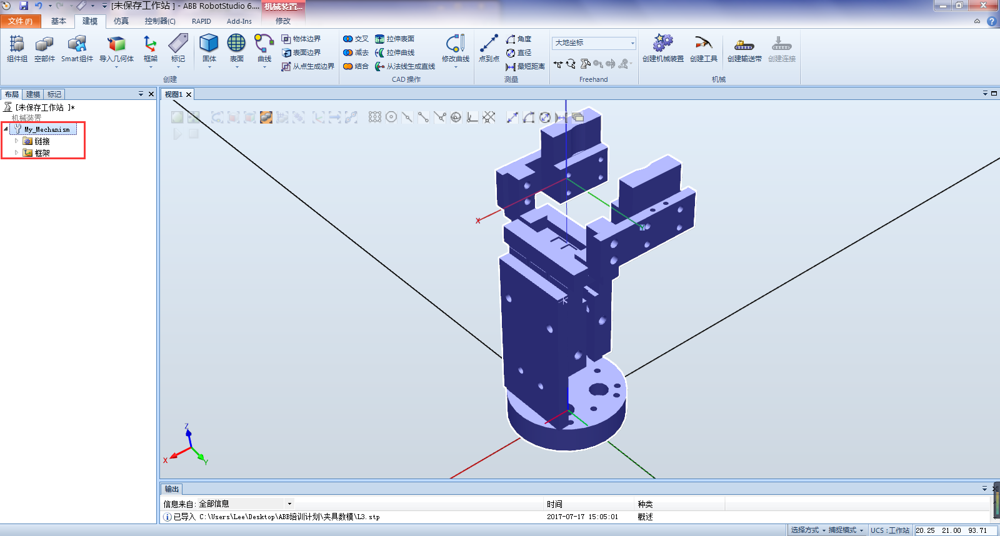 [未保存工作站 ] - ABB RobotStudio 6.... 机械装置...
文件(F) 基本 建模 仿真 控制器(C) RAPID Add-Ins 修改
组件组 空部件 Smart组件 导入几何体 框架 标记 固体 表面 曲线 物体边界 表面边界 从点生成边界
创建
交叉 减去 结合 拉伸表面 拉伸曲线 从法线生成直线 修改曲线
CAD 操作
点到点 角度 直径 最短距离
测量
大地坐标
Freehand
创建机械装置 创建工具 创建输送带 创建连接
机械
布局 建模 标记
[未保存工作站 ]*
机械装置
My_Mechanism
链接
框架
视图1
X
Y
Z
X
Y
输出
信息来自: 全部信息 时间 种类
已导入 C:\Users\Lee\Desktop\ABB培训计划\夹具数模\L3.stp 2017-07-17 15:05:01 概述
选择方式 捕捉模式 UCS :工作站 20.25 21.00 93.71